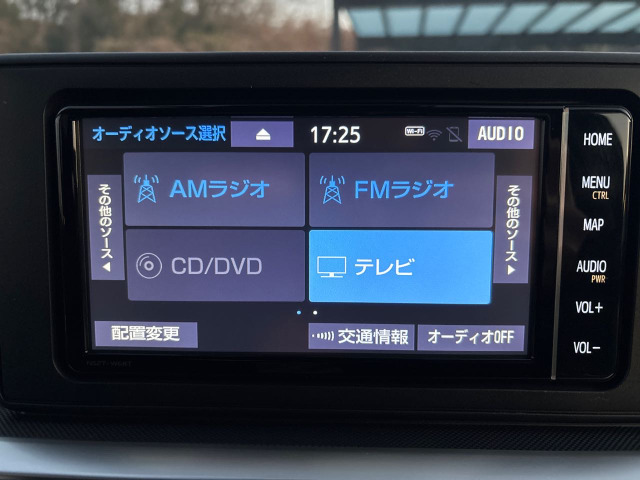 オーディオソース選択
17:25
Wi-Fi
AUDIO
その他のソース
AMラジオ
FMラジオ
その他のソース
CD/DVD
テレビ
配置変更
交通情報
オーディオOFF
HOME
MENU
CTRL
MAP
AUDIO
PWR
VOL+
VOL−